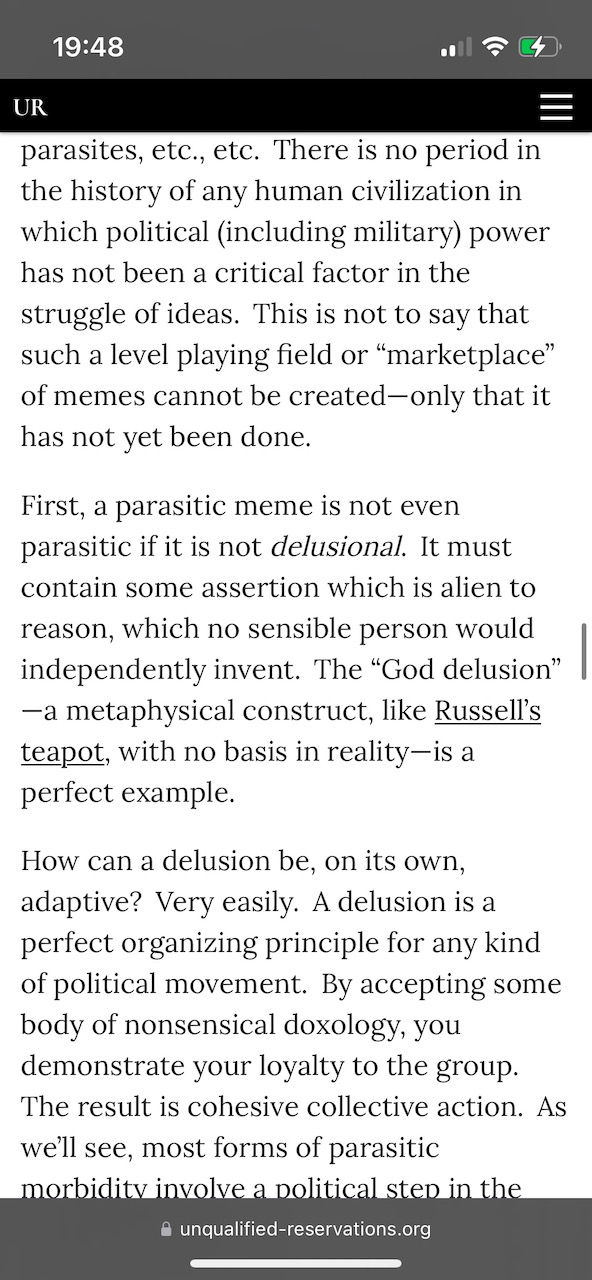 19:48
UR
parasites, etc., etc. There is no period in
the history of any human civilization in
which political (including military) power
has not been a critical factor in the
struggle of ideas. This is not to say that
such a level playing field or “marketplace”
of memes cannot be created—only that it
has not yet been done.
First, a parasitic meme is not even
parasitic if it is not delusional. It must
contain some assertion which is alien to
reason, which no sensible person would
independently invent. The “God delusion”
—a metaphysical construct, like Russell’s
teapot, with no basis in reality—is a
perfect example.
How can a delusion be, on its own,
adaptive? Very easily. A delusion is a
perfect organizing principle for any kind
of political movement. By accepting some
body of nonsensical doxology, you
demonstrate your loyalty to the group.
The result is cohesive collective action. As
we’ll see, most forms of parasitic
morbidity involve a political step in the
unqualified-reservations.org